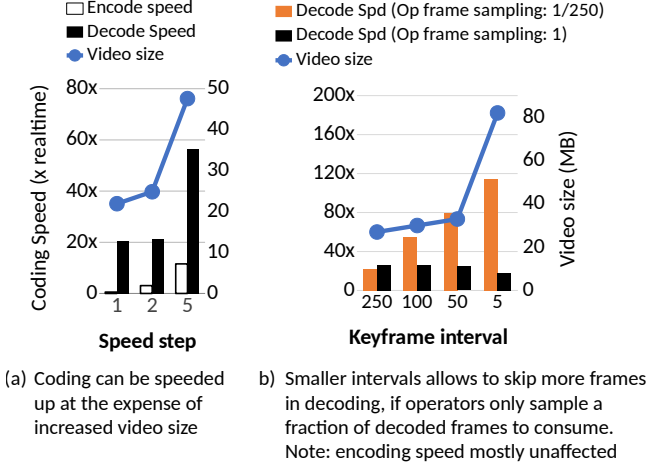 Encode speed
Decode Speed
Video size
80x
60x
40x
20x
0
50
40
30
20
10
0
1 2 5
Coding Speed (x realtime)
Speed step
(a) Coding can be speeded
up at the expense of
increased video size
Decode Spd (Op frame sampling: 1/250)
Decode Spd (Op frame sampling: 1)
Video size
200x
160x
120x
80x
40x
0
80
60
40
20
0
250 100 50 5
Video size (MB)
Keyframe interval
b) Smaller intervals allows to skip more frames
in decoding, if operators only sample a
fraction of decoded frames to consume.
Note: encoding speed mostly unaffected